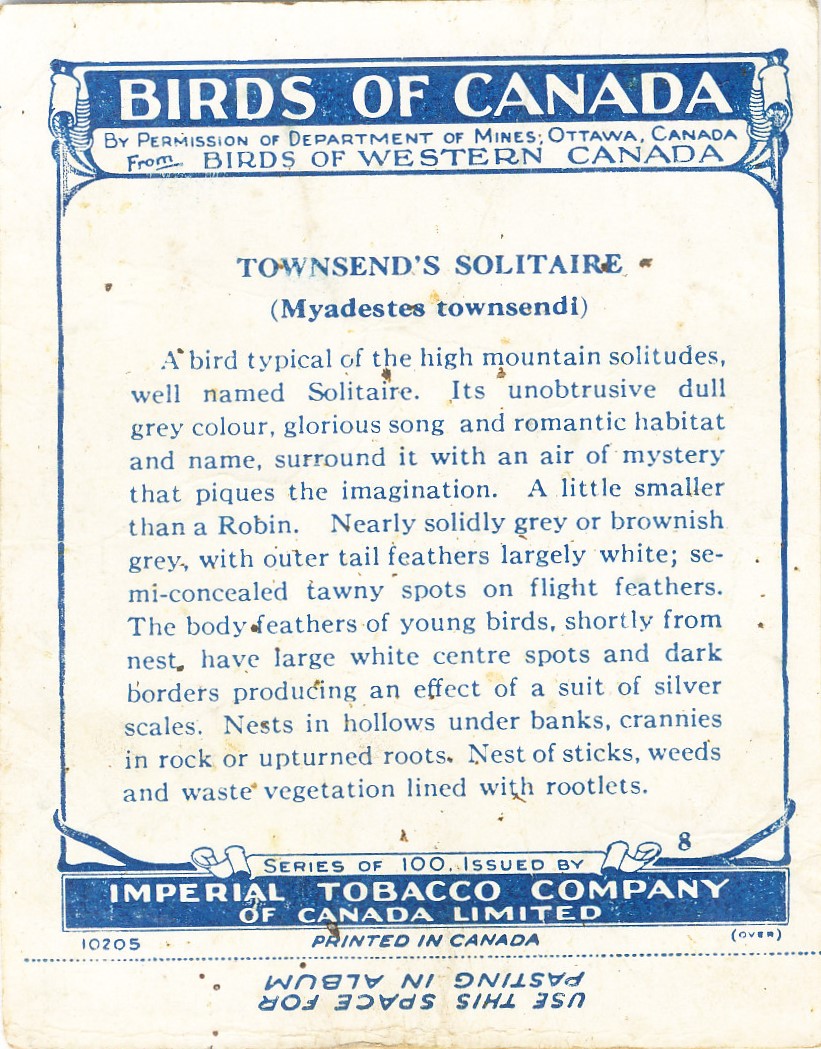 BIRDS OF CANADA
BY PERMISSION OF DEPARTMENT OF MINES; OTTAWA, CANADA
From BIRDS OF WESTERN CANADA
TOWNSEND'S SOLITAIRE
(Myadestes townsendi)
A bird typical of the high mountain solitudes,
well named Solitaire. Its unobtrusive dull
grey colour, glorious song and romantic habitat
and name, surround it with an air of mystery
that piques the imagination. A little smaller
than a Robin. Nearly solidly grey or brownish
grey, with outer tail feathers largely white; se-
mi-concealed tawny spots on flight feathers.
The body feathers of young birds, shortly from
nest, have large white centre spots and dark
borders producing an effect of a suit of silver
scales. Nests in hollows under banks, crannies
in rock or upturned roots. Nest of sticks, weeds
and waste vegetation lined with rootlets.
8
SERIES OF 100, ISSUED BY
IMPERIAL TOBACCO COMPANY
OF CANADA LIMITED
10205 PRINTED IN CANADA (OVER)
USE THIS SPACE FOR
PASTING IN ALBUM